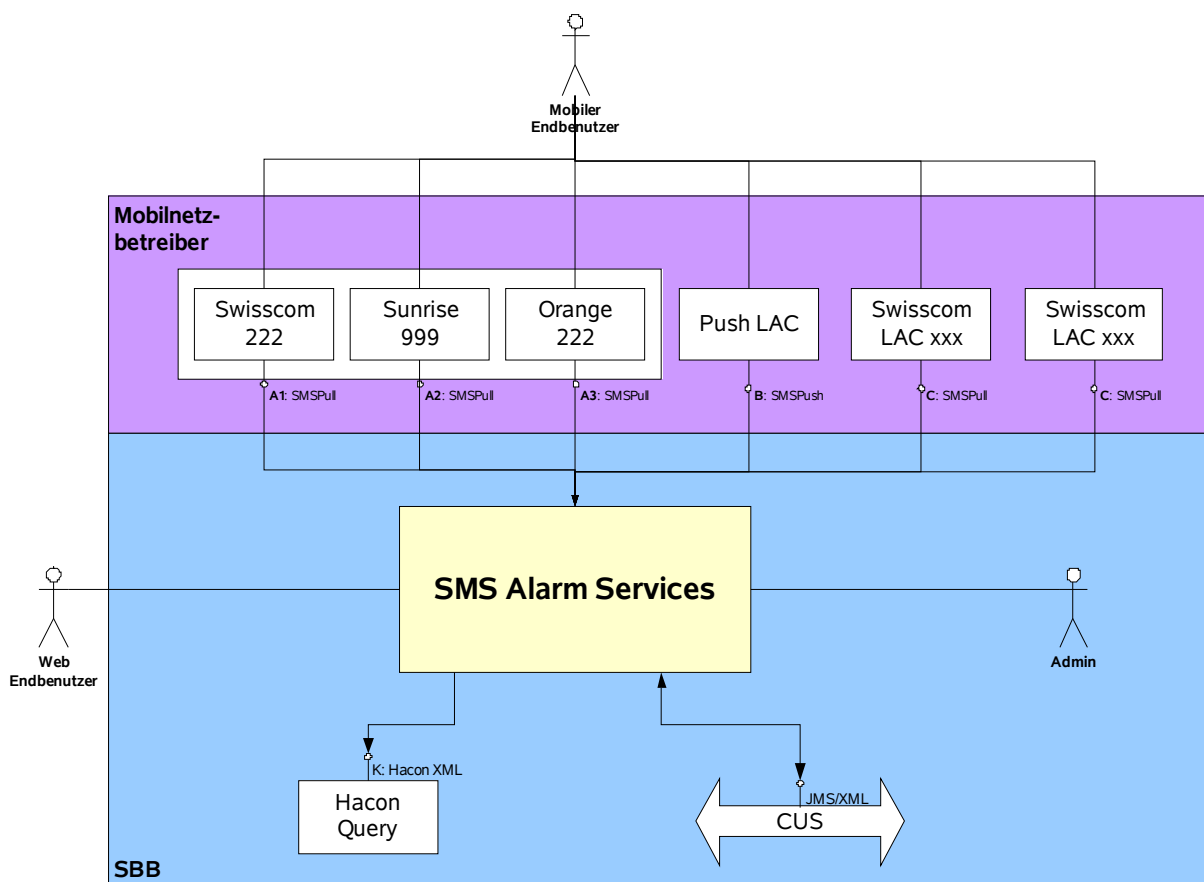 Mobiler
Endbenutzer
Mobilnetz-
betreiber
Swisscom
222
Sunrise
999
Orange
222
Push LAC
Swisscom
LAC xxx
Swisscom
LAC xxx
A1: SMSPull
A2: SMSPull
A3: SMSPull
B: SMSPush
C: SMSPull
C: SMSPull
SMS Alarm Services
Web
Endbenutzer
Admin
K: Hacon XML
Hacon
Query
JMS/XML
CUS
SBB